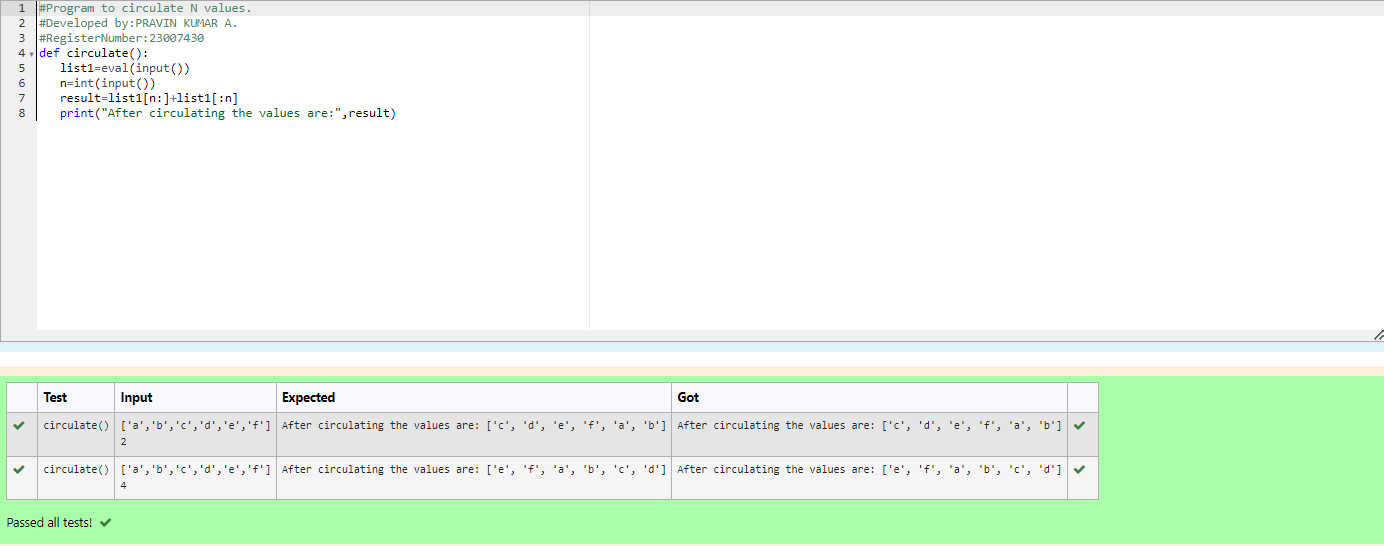 1 #Program to circulate N values.
2 #Developed by:PRAVIN KUMAR A.
3 #RegisterNumber:23007430
4 def circulate():
5 list1=eval(input())
6 n=int(input())
7 result=list1[n:]+list1[:n]
8 print("After circulating the values are:",result)
Test Input Expected Got
circulate() ['a','b','c','d','e','f'] After circulating the values are: ['c', 'd', 'e', 'f', 'a', 'b'] After circulating the values are: ['c', 'd', 'e', 'f', 'a', 'b']
2
circulate() ['a','b','c','d','e','f'] After circulating the values are: ['e', 'f', 'a', 'b', 'c', 'd'] After circulating the values are: ['e', 'f', 'a', 'b', 'c', 'd']
4
Passed all tests!